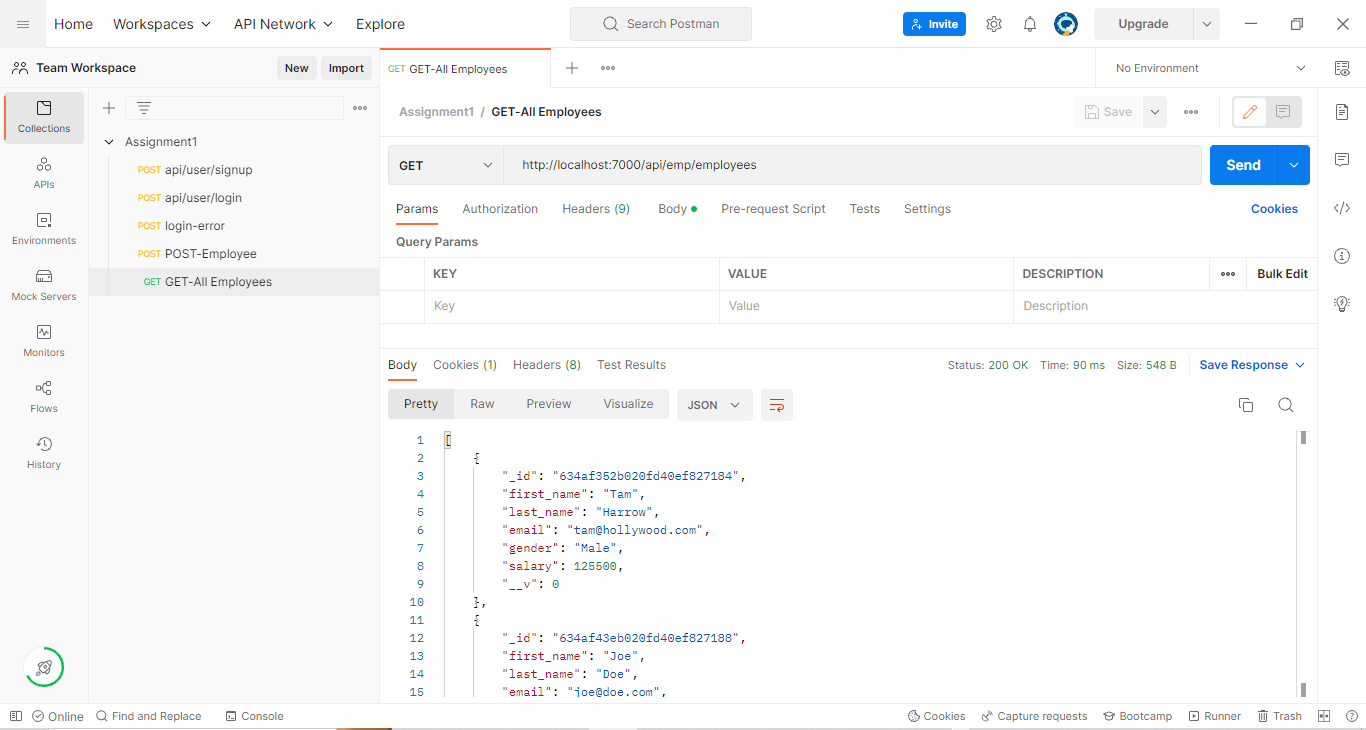 Home Workspaces API Network Explore Search Postman Invite Upgrade
Team Workspace New Import GET GET-All Employees No Environment
Assignment1 / GET-All Employees Save
Collections
APIs
Environments
Mock Servers
Monitors
Flows
History
Assignment1
POST api/user/signup
POST api/user/login
POST login-error
POST POST-Employee
GET GET-All Employees
GET http://localhost:7000/api/emp/employees Send
Params Authorization Headers (9) Body Pre-request Script Tests Settings Cookies
Query Params
KEY VALUE DESCRIPTION Bulk Edit
Key Value Description
Body Cookies (1) Headers (8) Test Results Status: 200 OK Time: 90 ms Size: 548 B Save Response
Pretty Raw Preview Visualize JSON
1 [
2 {
3 "_id": "634af352b020fd40ef827184",
4 "first_name": "Tam",
5 "last_name": "Harrow",
6 "email": "tam@hollywood.com",
7 "gender": "Male",
8 "salary": 125500,
9 "__v": 0
10 },
11 {
12 "_id": "634af43eb020fd40ef827188",
13 "first_name": "Joe",
14 "last_name": "Doe",
15 "email": "joe@doe.com",
Online Find and Replace Console Cookies Capture requests Bootcamp Runner Trash